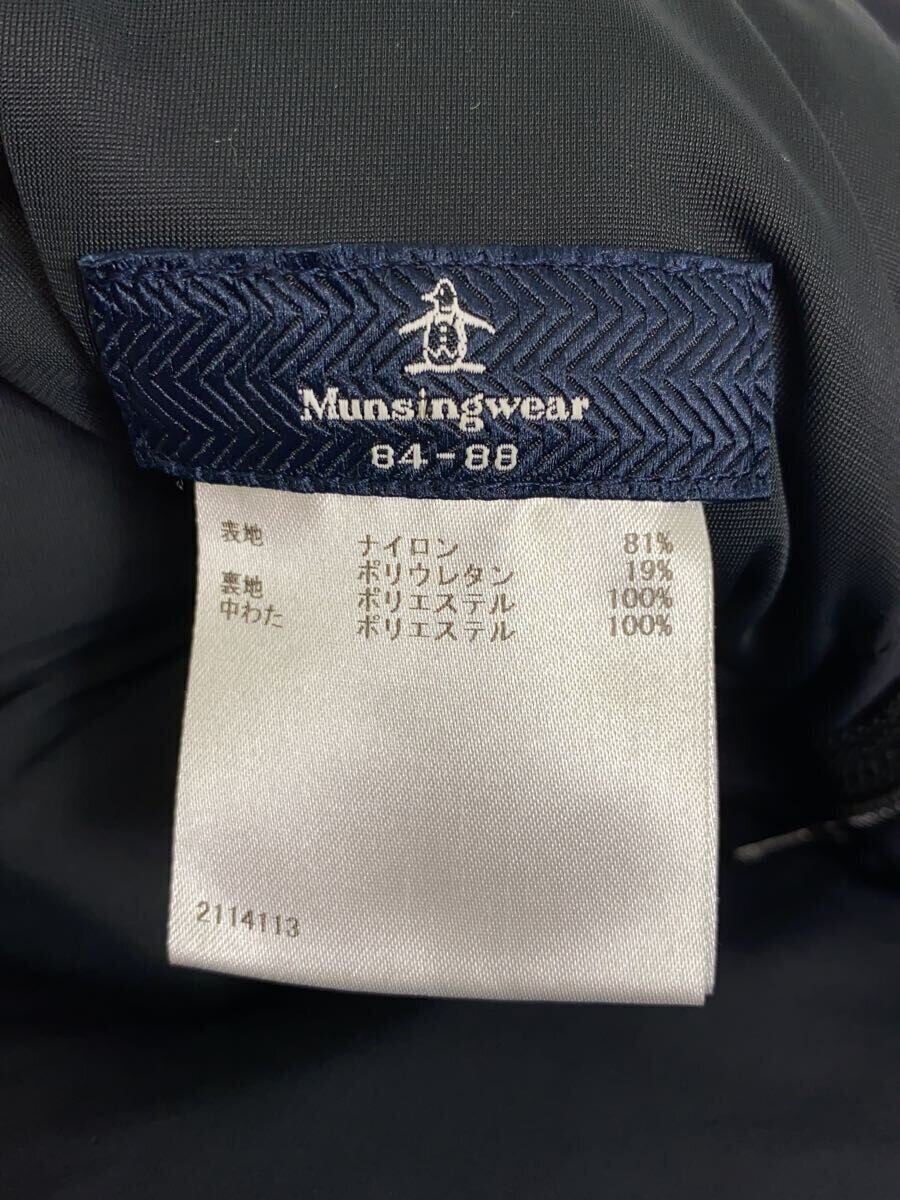 Munsingwear
84-88
表地 ナイロン 81%
ポリウレタン 19%
裏地 ポリエステル 100%
中わた ポリエステル 100%
2114113